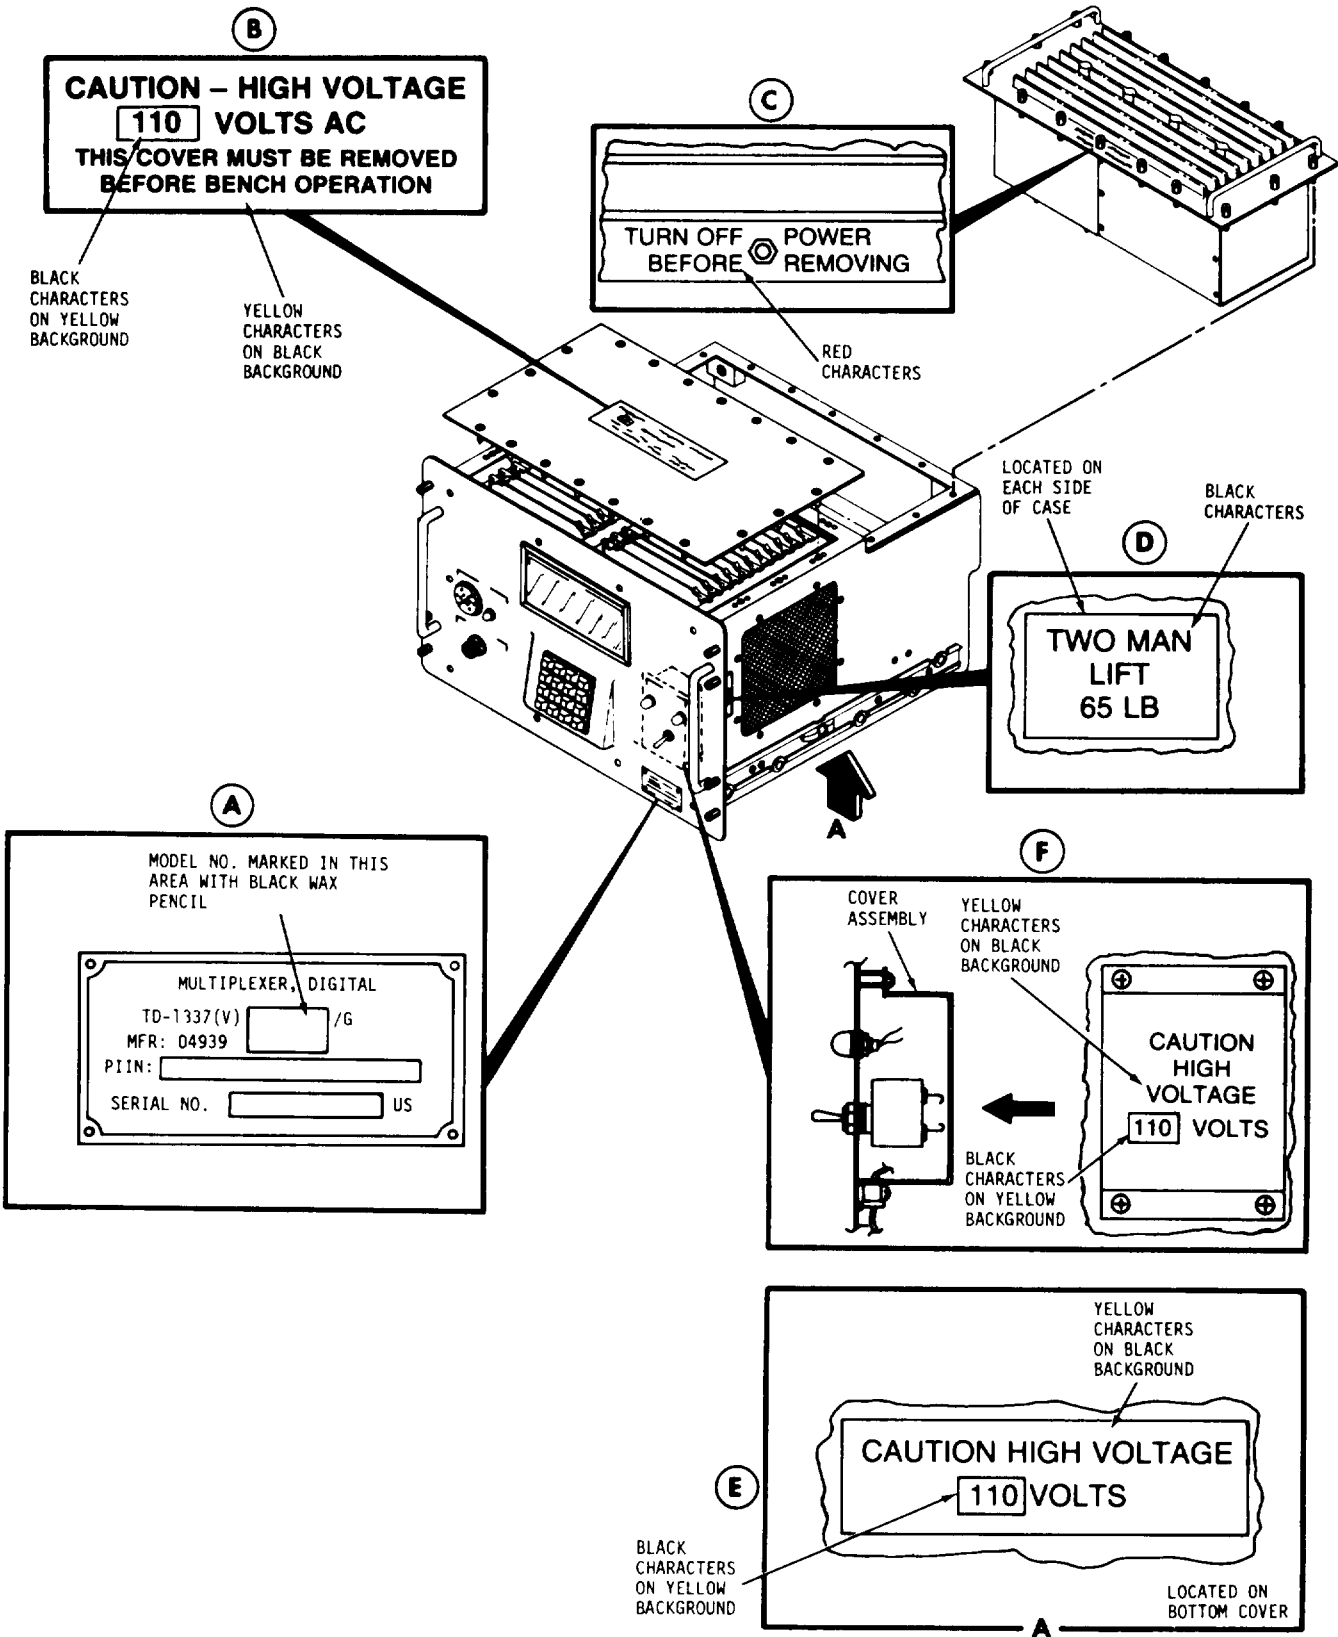 B
CAUTION – HIGH VOLTAGE
110 VOLTS AC
THIS COVER MUST BE REMOVED
BEFORE BENCH OPERATION
BLACK
CHARACTERS
ON YELLOW
BACKGROUND
YELLOW
CHARACTERS
ON BLACK
BACKGROUND
C
TURN OFF POWER
BEFORE REMOVING
RED
CHARACTERS
LOCATED ON
EACH SIDE
OF CASE
BLACK
CHARACTERS
D
TWO MAN
LIFT
65 LB
A
A
MODEL NO. MARKED IN THIS
AREA WITH BLACK WAX
PENCIL
MULTIPLEXER, DIGITAL
TD-1337(V) /G
MFR: 04939
PIIN:
SERIAL NO. US
F
COVER
ASSEMBLY
YELLOW
CHARACTERS
ON BLACK
BACKGROUND
CAUTION
HIGH
VOLTAGE
110 VOLTS
BLACK
CHARACTERS
ON YELLOW
BACKGROUND
YELLOW
CHARACTERS
ON BLACK
BACKGROUND
E
CAUTION HIGH VOLTAGE
110 VOLTS
BLACK
CHARACTERS
ON YELLOW
BACKGROUND
LOCATED ON
BOTTOM COVER
A